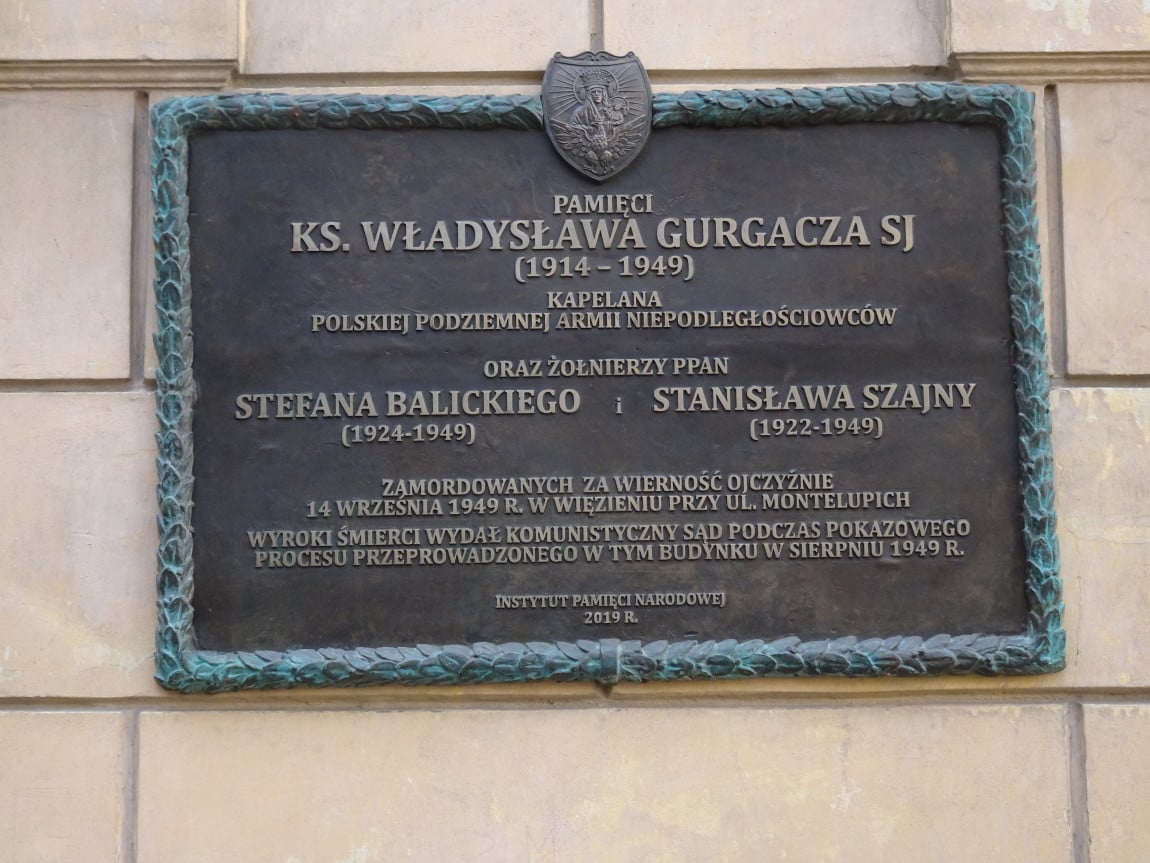 PAMIĘCI
KS. WŁADYSŁAWA GURGACZA SJ
(1914 – 1949)
KAPELANA
POLSKIEJ PODZIEMNEJ ARMII NIEPODLEGŁOŚCIOWCÓW
ORAZ ŻOŁNIERZY PPAN
STEFANA BALICKIEGO i STANISŁAWA SZAJNY
(1924-1949) (1922-1949)
ZAMORDOWANYCH ZA WIERNOŚĆ OJCZYŹNIE
14 WRZEŚNIA 1949 R. W WIĘZIENIU PRZY UL. MONTELUPICH
WYROKI ŚMIERCI WYDAŁ KOMUNISTYCZNY SĄD PODCZAS POKAZOWEGO
PROCESU PRZEPROWADZONEGO W TYM BUDYNKU W SIERPNIU 1949 R.
INSTYTUT PAMIĘCI NARODOWEJ
2019 R.